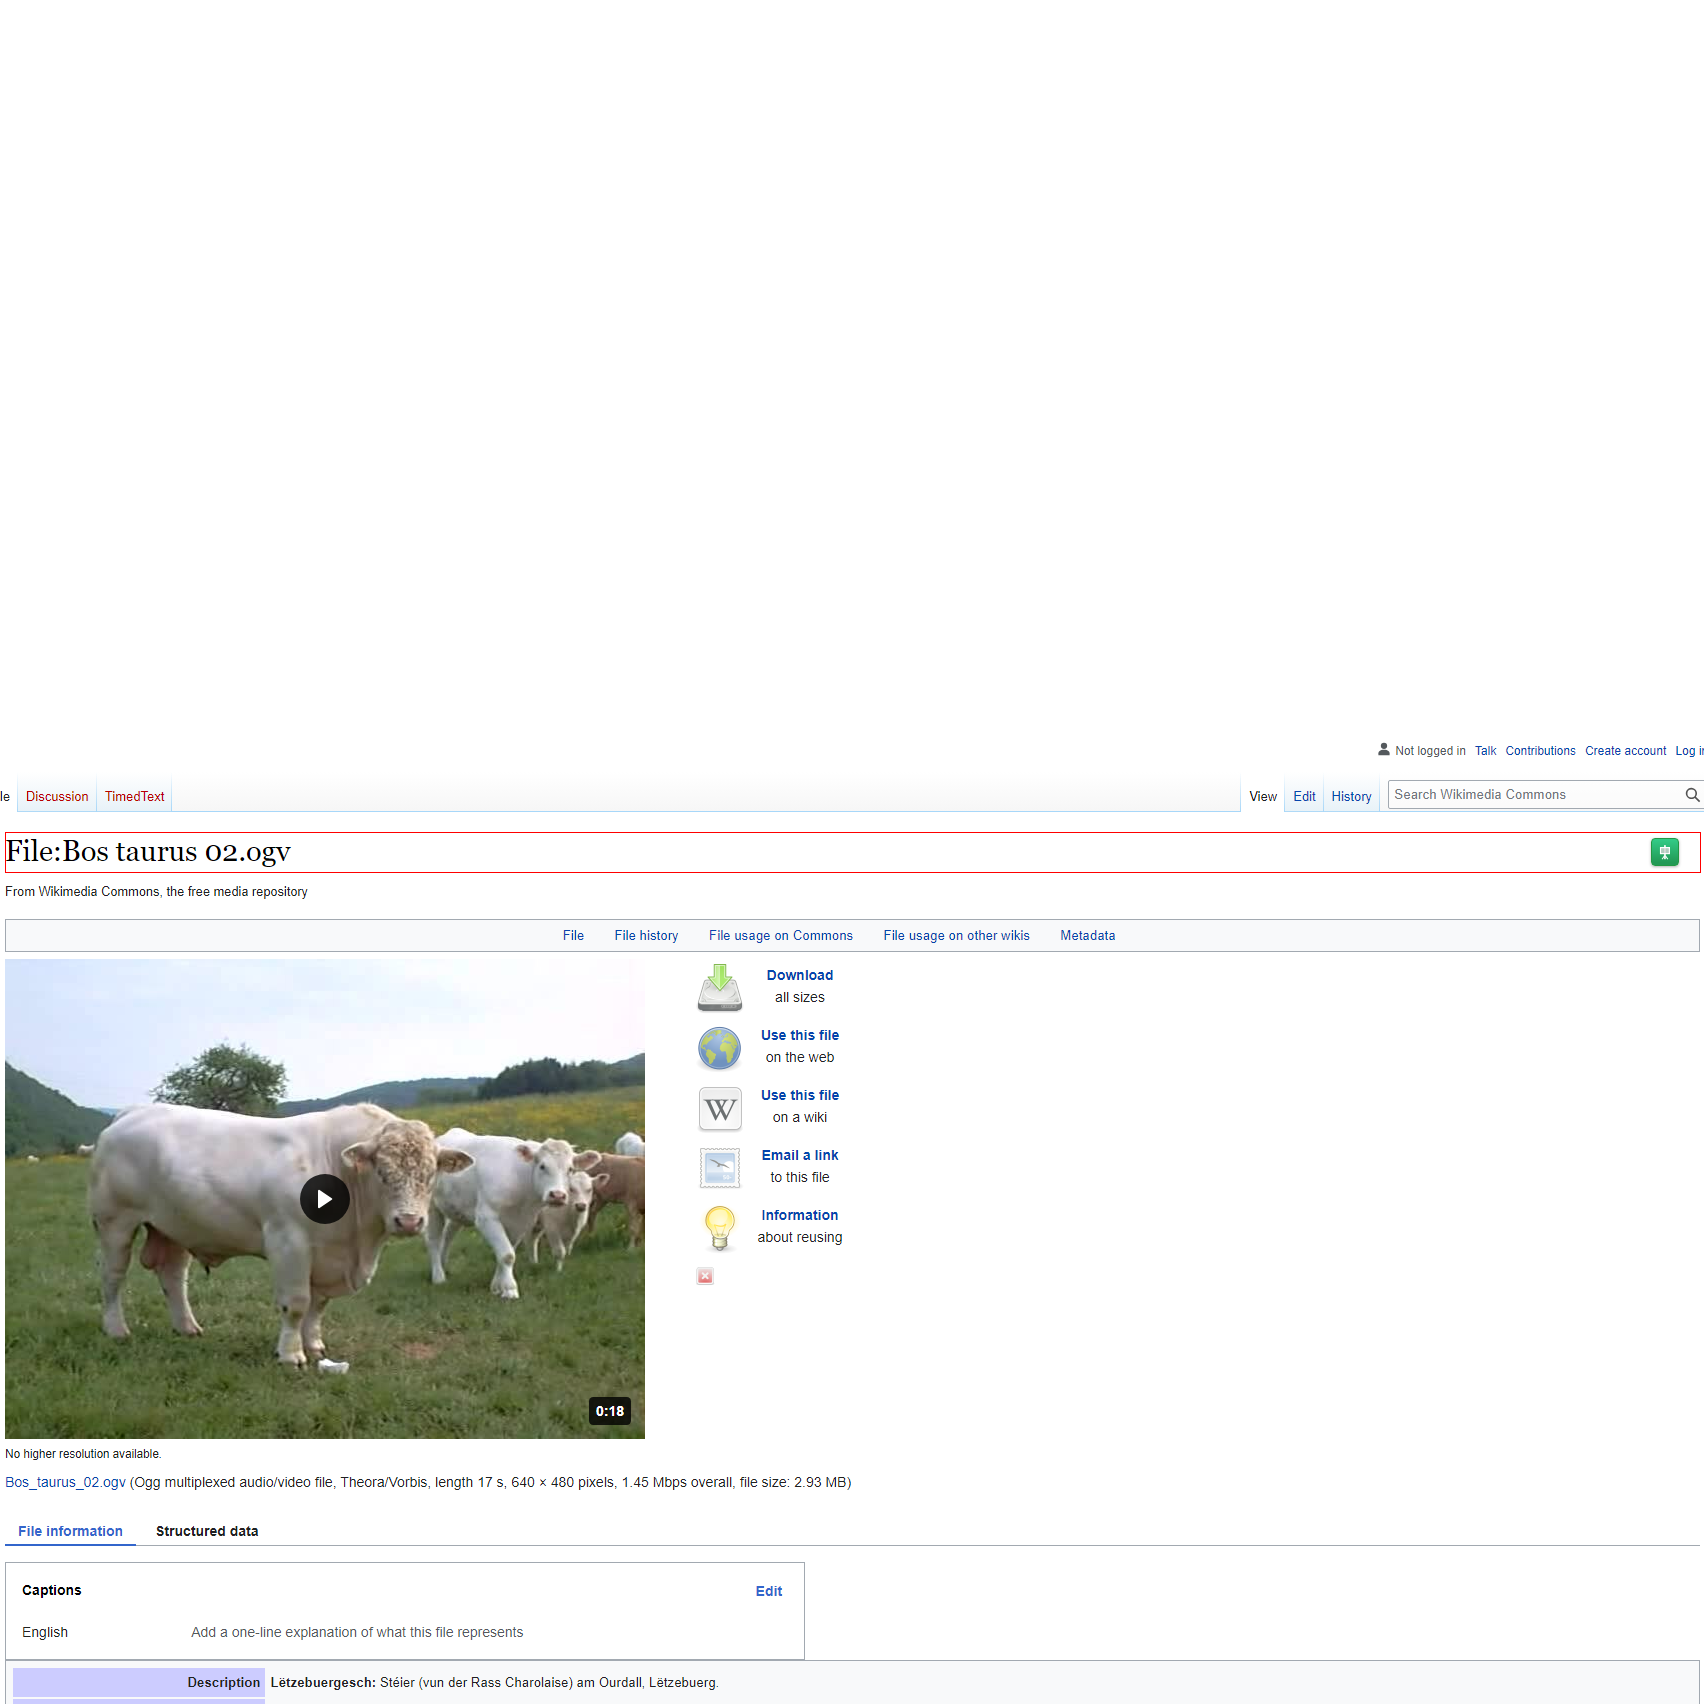 Not logged in Talk Contributions Create account Log in
le Discussion TimedText View Edit History Search Wikimedia Commons
File:Bos taurus 02.ogv
From Wikimedia Commons, the free media repository
File File history File usage on Commons File usage on other wikis Metadata
Download
all sizes
Use this file
on the web
W
Use this file
on a wiki
Email a link
to this file
Information
about reusing
0:18
No higher resolution available.
Bos_taurus_02.ogv (Ogg multiplexed audio/video file, Theora/Vorbis, length 17 s, 640 × 480 pixels, 1.45 Mbps overall, file size: 2.93 MB)
File information Structured data
Captions Edit
English Add a one-line explanation of what this file represents
Description Lëtzebuergesch: Stéier (vun der Rass Charolaise) am Ourdall, Lëtzebuerg.